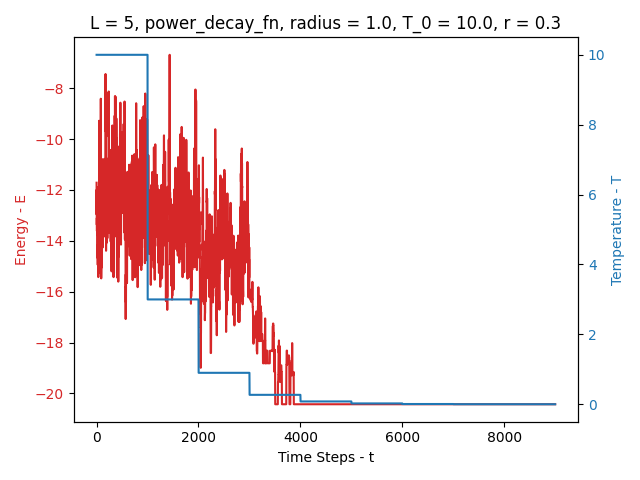 L = 5, power_decay_fn, radius = 1.0, T_0 = 10.0, r = 0.3
Energy - E
−8
−10
−12
−14
−16
−18
−20
10
8
6
4
2
0
Temperature - T
0 2000 4000 6000 8000
Time Steps - t